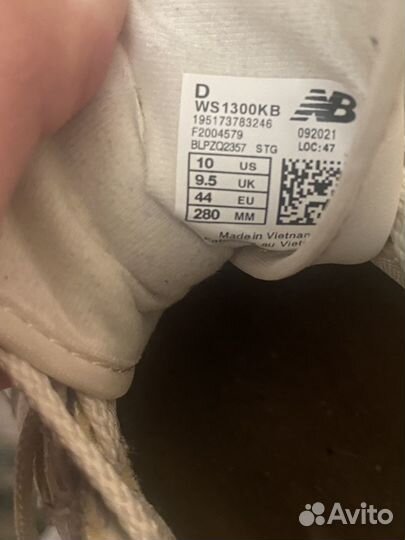 D
WS1300KB
195173783246
F2004579
BLPZQ2357 STG
NB
092021
LOC: 47
10 US
9.5 UK
44 EU
280 MM
Made in Vietnam
Avito